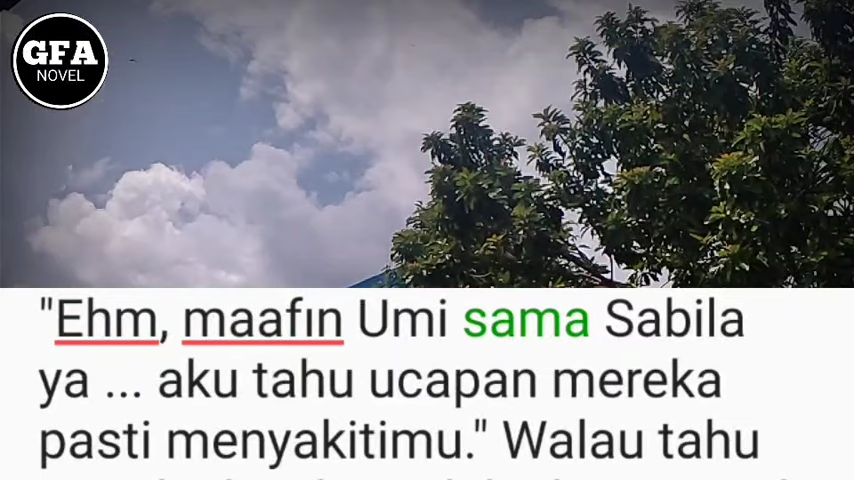 GFA
NOVEL
"Ehm, maafin Umi sama Sabila
ya ... aku tahu ucapan mereka
pasti menyakitimu." Walau tahu